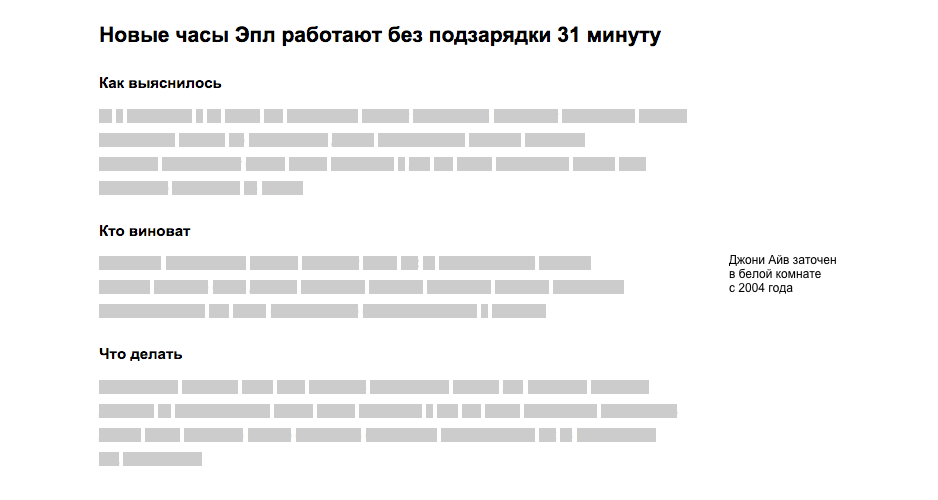 Новые часы Эпл работают без подзарядки 31 минуту
Как выяснилось
Кто виноват
Джони Айв заточен
в белой комнате
с 2004 года
Что делать